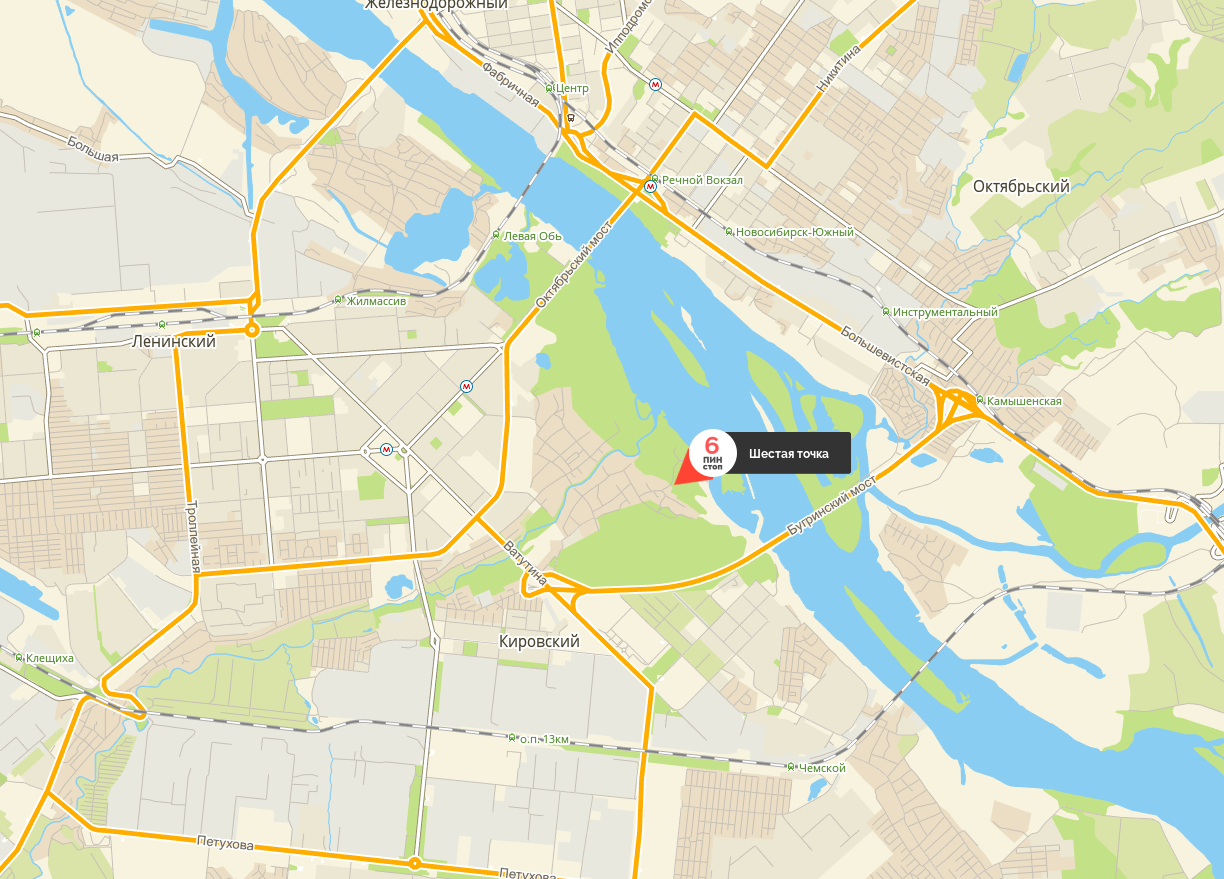 Железнодорожный
Ипподромо
Никитина
Фабричная
Центр
Большая
Речной Вокзал
Октябрьский
Левая Обь
Новосибирск-Южный
Октябрьский мост
Жилмассив
Инструментальный
Ленинский
Большевистская
Камышенская
6
ПИН
СТОП
Шестая точка
Троллейная
Бугринский мост
Ватутина
Кировский
Клещиха
о.п. 13км
Чемской
Петухова
Петухова